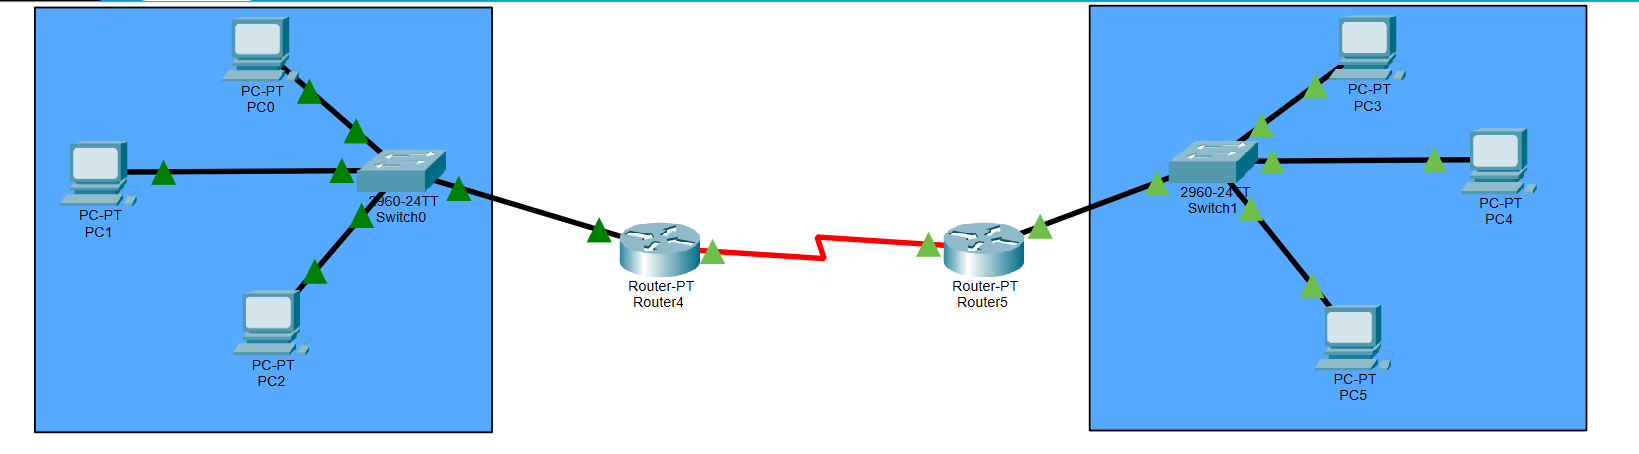 PC-PT
PC0
PC-PT
PC1
2960-24TT
Switch0
PC-PT
PC2
Router-PT
Router4
Router-PT
Router5
PC-PT
PC3
2960-24TT
Switch1
PC-PT
PC4
PC-PT
PC5